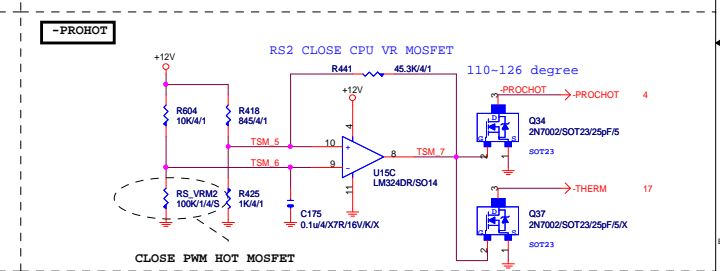 -PROHOT
RS2 CLOSE CPU VR MOSFET
+12V
R441
45.3K/4/1
110~126 degree
+12V
-PROCHOT
-PROCHOT
4
R604
10K/4/1
R418
845/4/1
3
D
Q34
2N7002/SOT23/25pF/5
G
S
SOT23
2
1
4
TSM_5
10
+
8
TSM_7
TSM_6
9
-
U15C
LM324DR/SO14
11
RS_VRM2
100K/1/4/S
R425
1K/4/1
C175
0.1u/4/X7R/16V/K/X
3
-THERM
17
D
Q37
2N7002/SOT23/25pF/5/X
G
S
SOT23
2
1
CLOSE PWM HOT MOSFET